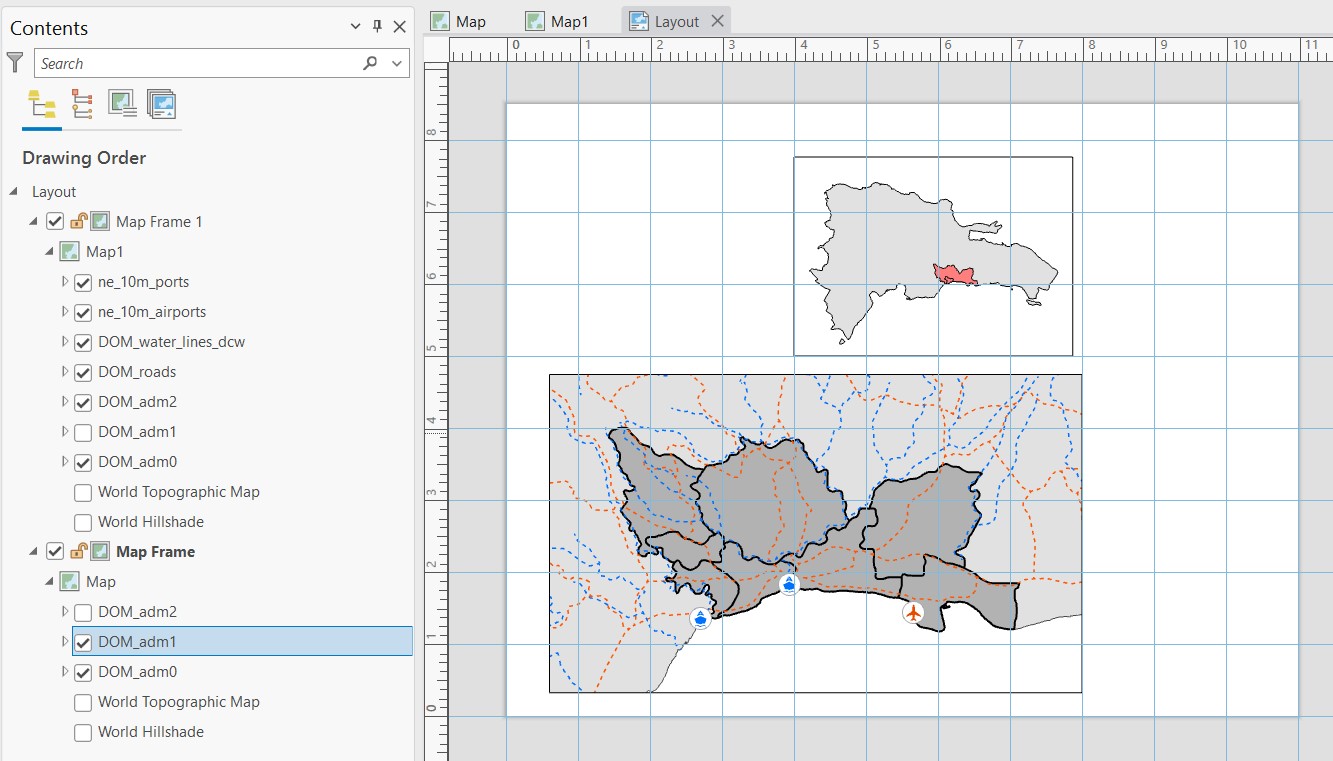 Contents
Search
Drawing Order
Layout
Map Frame 1
Map1
ne_10m_ports
ne_10m_airports
DOM_water_lines_dcw
DOM_roads
DOM_adm2
DOM_adm1
DOM_adm0
World Topographic Map
World Hillshade
Map Frame
Map
DOM_adm2
DOM_adm1
DOM_adm0
World Topographic Map
World Hillshade
Map Map1 Layout
0 1 2 3 4 5 6 7 8 9 10 11
8
7
6
5
4
3
2
1
0